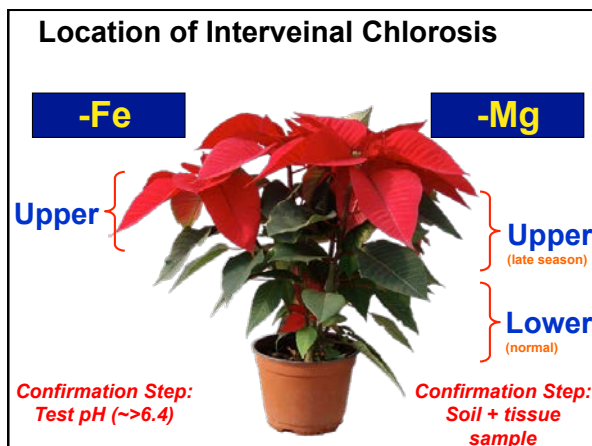 Location of Interveinal Chlorosis
-Fe
-Mg
Upper
Upper
(late season)
Lower
(normal)
Confirmation Step:
Test pH (~>6.4)
Confirmation Step:
Soil + tissue
sample